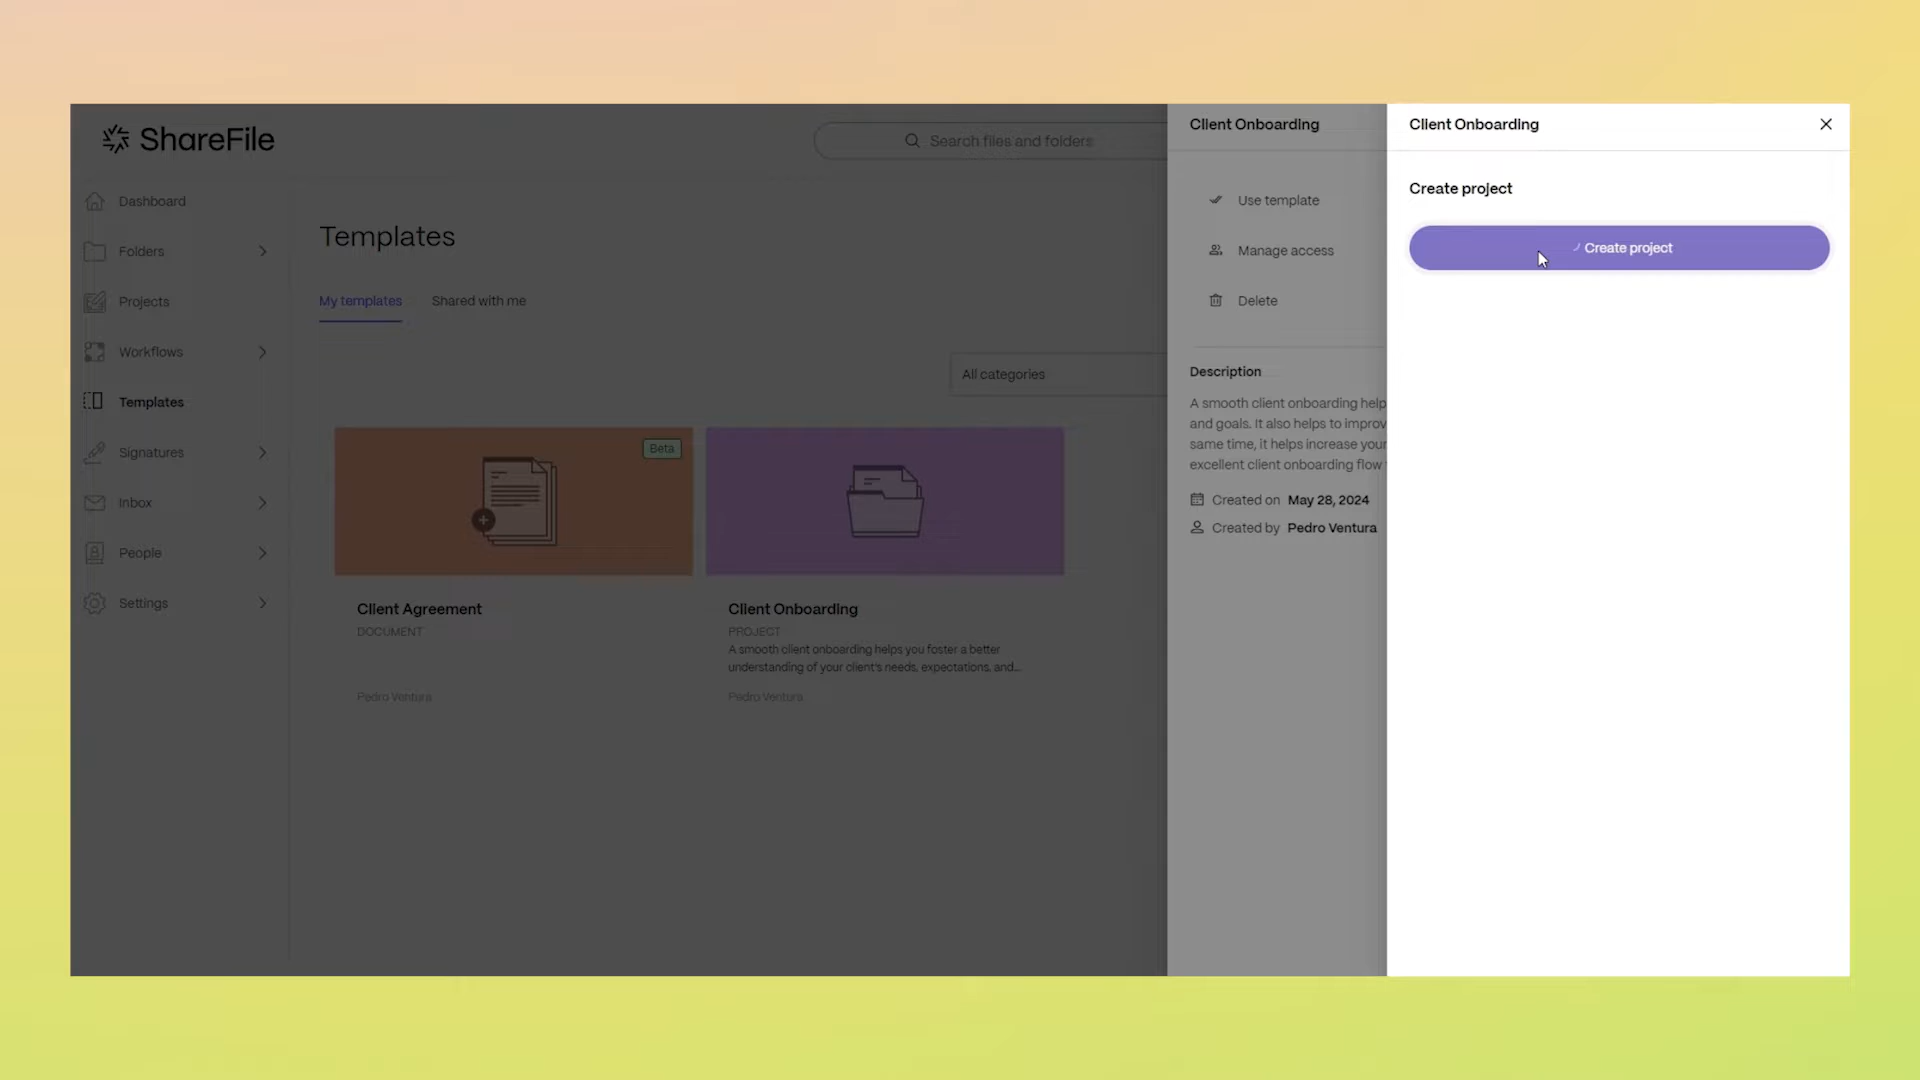 ShareFile
Search files and folders
Dashboard
Folders
Projects
Workflows
Templates
Signatures
Inbox
People
Settings
Templates
My templates
Shared with me
All categories
Beta
Client Agreement
DOCUMENT
Pedro Ventura
Client Onboarding
PROJECT
A smooth client onboarding helps you foster a better
understanding of your client's needs, expectations, and...
Pedro Ventura
Client Onboarding
Use template
Manage access
Delete
Description
A smooth client onboarding help
and goals. It also helps to improv
same time, it helps increase your
excellent client onboarding flow
Created on May 28, 2024
Created by Pedro Ventura
Client Onboarding
Create project
Create project